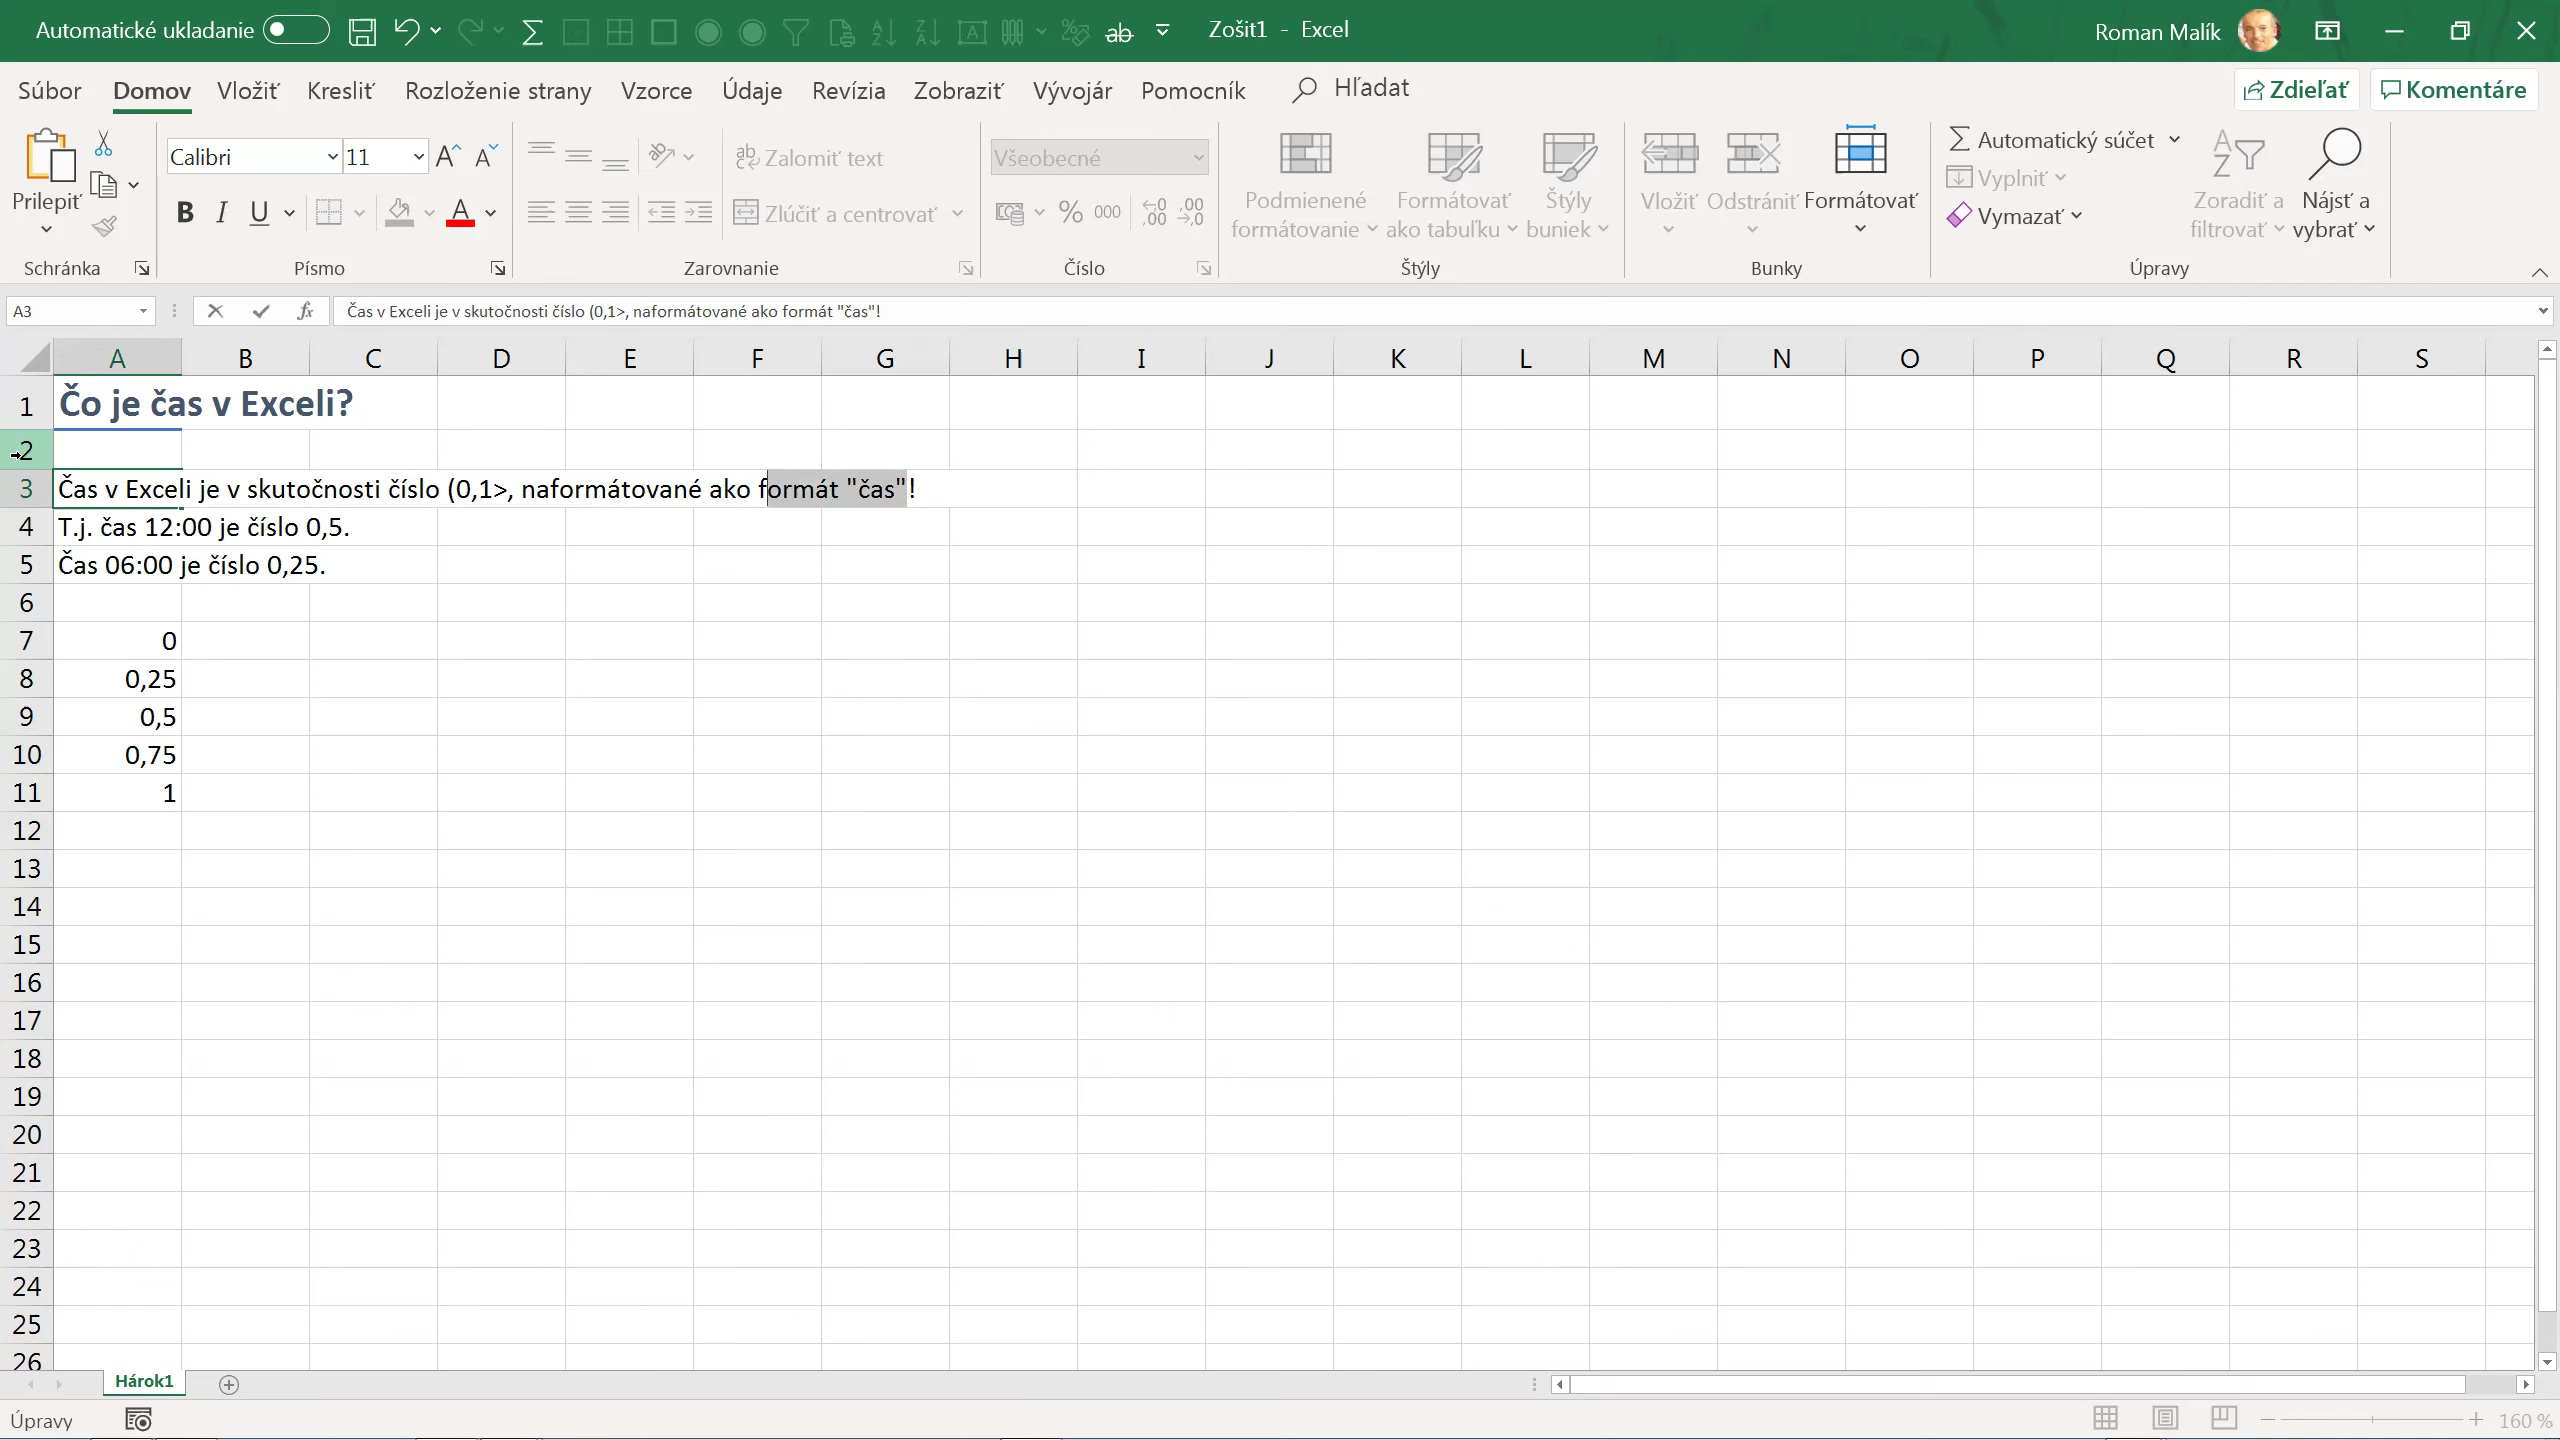 Automatické ukladanie
Zošit1 - Excel
Roman Malík
Súbor Domov Vložiť Kresliť Rozloženie strany Vzorce Údaje Revízia Zobraziť Vývojár Pomocník Hľadat
Zdieľať Komentáre
Prilepiť
Schránka
Calibri 11
B I U A
Písmo
Zalomiť text
Zlúčiť a centrovať
Zarovnanie
Všeobecné
% 000
Číslo
Podmienené formátovanie
Formátovať ako tabuľku
Štýly buniek
Štýly
Vložiť Odstrániť Formátovať
Bunky
Automatický súčet
Vyplniť
Vymazať
Zoradiť a filtrovať
Nájsť a vybrať
Úpravy
A3 fx Čas v Exceli je v skutočnosti číslo (0,1>, naformátované ako formát "čas"!
A B C D E F G H I J K L M N O P Q R S
1 Čo je čas v Exceli?
2
3 Čas v Exceli je v skutočnosti číslo (0,1>, naformátované ako formát "čas"!
4 T.j. čas 12:00 je číslo 0,5.
5 Čas 06:00 je číslo 0,25.
6
7 0
8 0,25
9 0,5
10 0,75
11 1
12
13
14
15
16
17
18
19
20
21
22
23
24
25
26
Hárok1
Úpravy
160 %